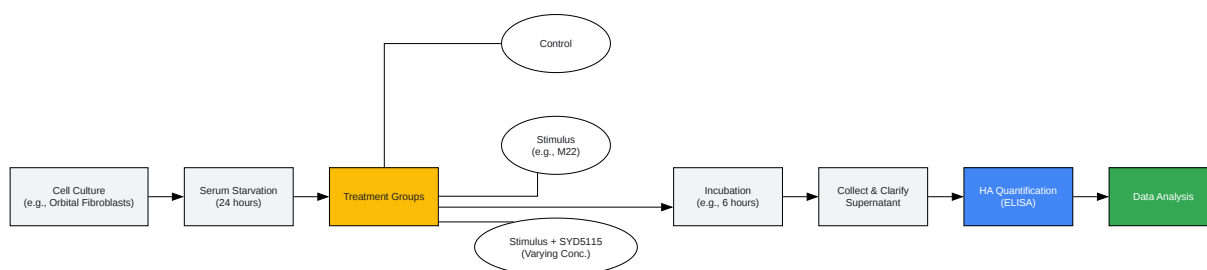 Cell Culture
(e.g., Orbital Fibroblasts)
Serum Starvation
(24 hours)
Treatment Groups
Control
Stimulus
(e.g., M22)
Stimulus + SYD5115
(Varying Conc.)
Incubation
(e.g., 6 hours)
Collect & Clarify
Supernatant
HA Quantification
(ELISA)
Data Analysis